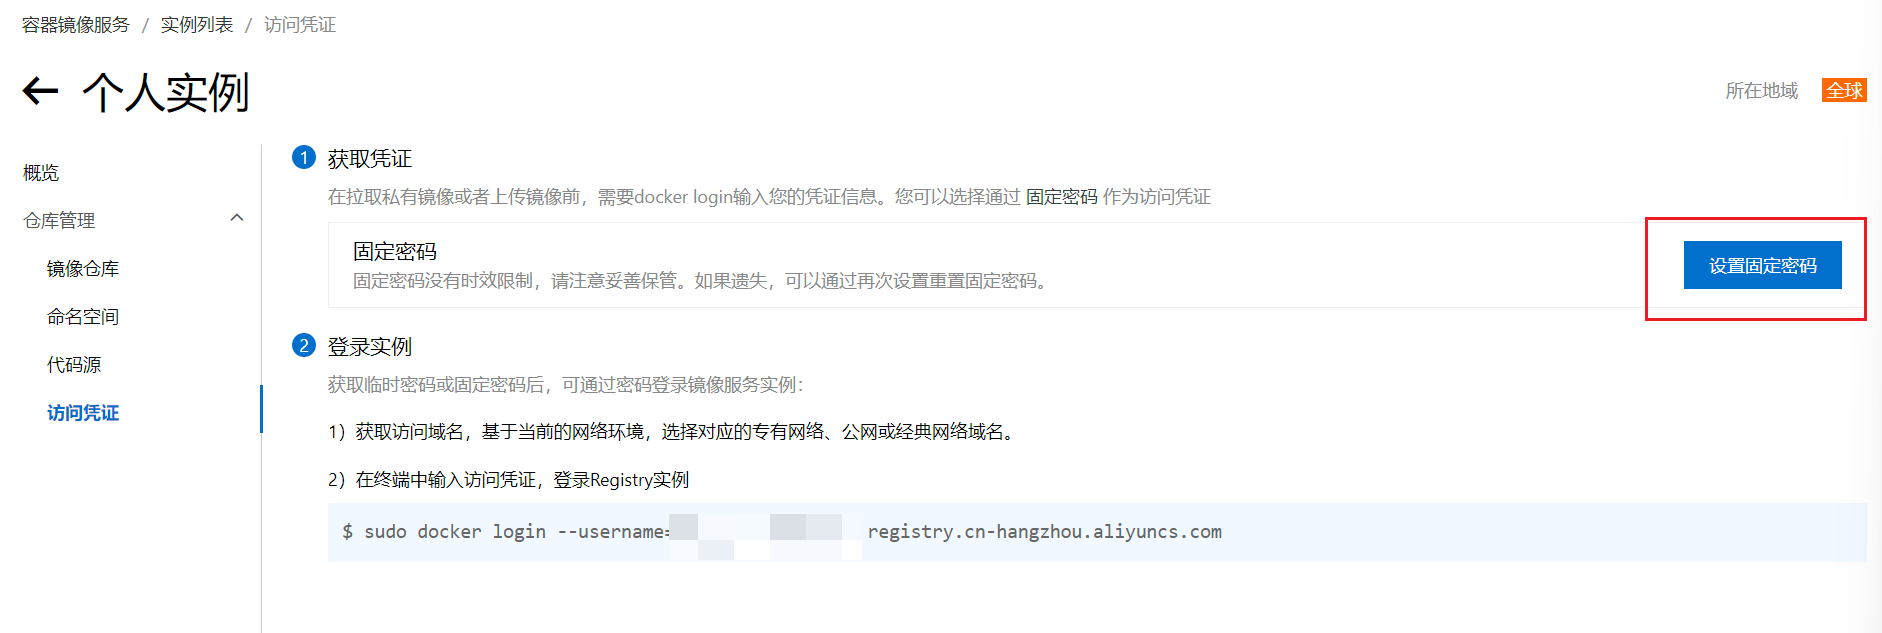 容器镜像服务 / 实例列表 / 访问凭证
个人实例
所在地域 全球
概览
仓库管理
镜像仓库
命名空间
代码源
访问凭证
1 获取凭证
在拉取私有镜像或者上传镜像前，需要docker login输入您的凭证信息。您可以选择通过 固定密码 作为访问凭证
固定密码
固定密码没有时效限制，请注意妥善保管。如果遗失，可以通过再次设置重置固定密码。
设置固定密码
2 登录实例
获取临时密码或固定密码后，可通过密码登录镜像服务实例：
1）获取访问域名，基于当前的网络环境，选择对应的专有网络、公网或经典网络域名。
2）在终端中输入访问凭证，登录Registry实例
$ sudo docker login --username= registry.cn-hangzhou.aliyuncs.com